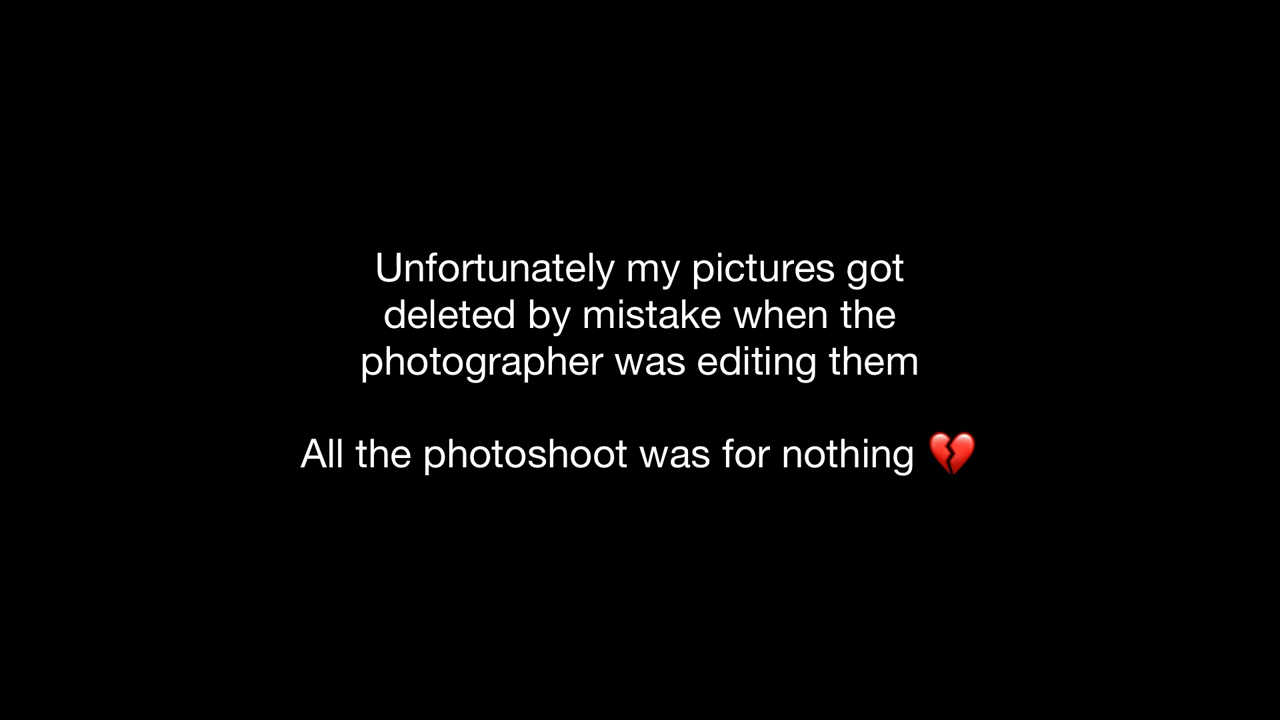 Unfortunately my pictures got
deleted by mistake when the
photographer was editing them
All the photoshoot was for nothing 💔